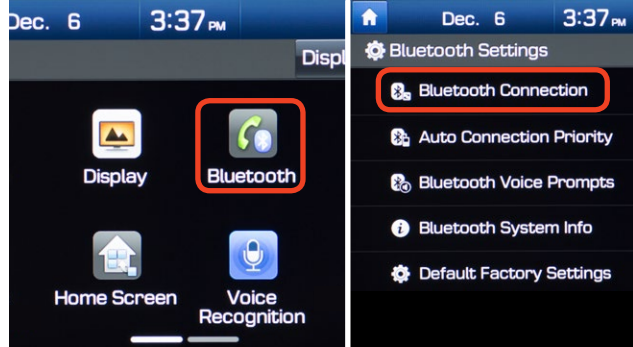 Dec. 6 3:37 PM
Displ
Display
Bluetooth
Home Screen
Voice
Recognition
Dec. 6 3:37 PM
Bluetooth Settings
Bluetooth Connection
Auto Connection Priority
Bluetooth Voice Prompts
Bluetooth System Info
Default Factory Settings